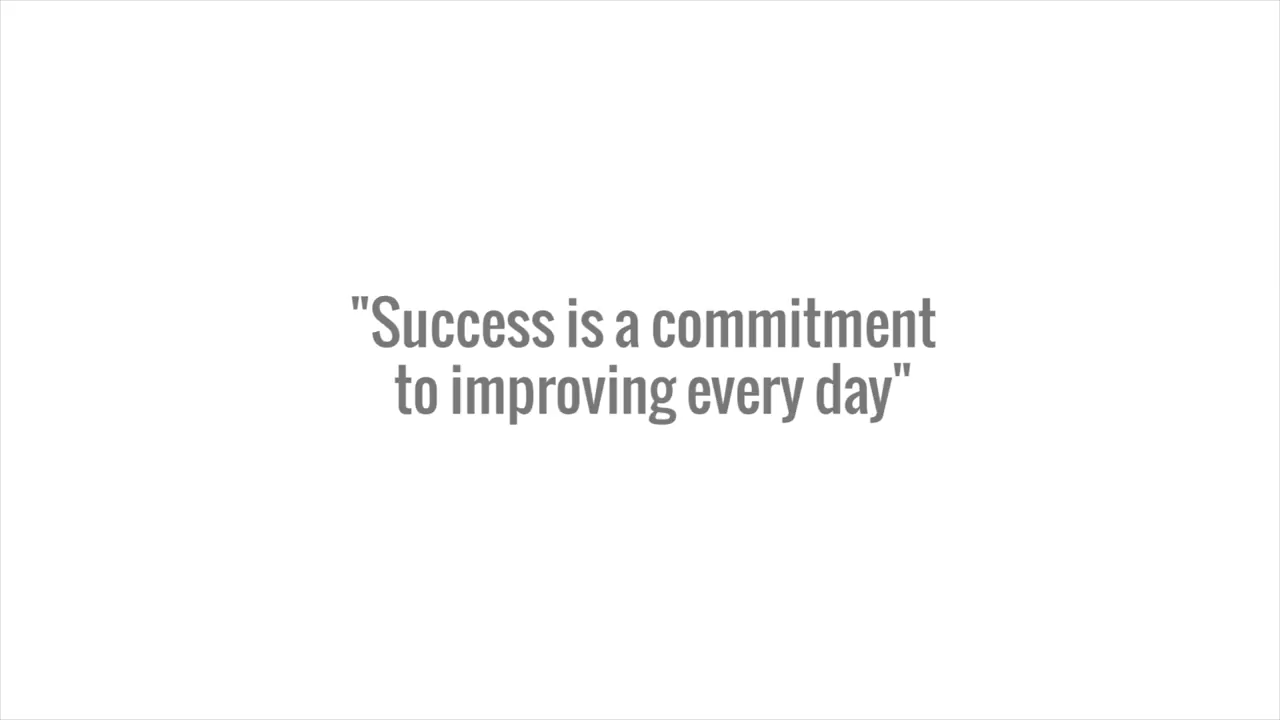 "Success is a commitment
to improving every day"